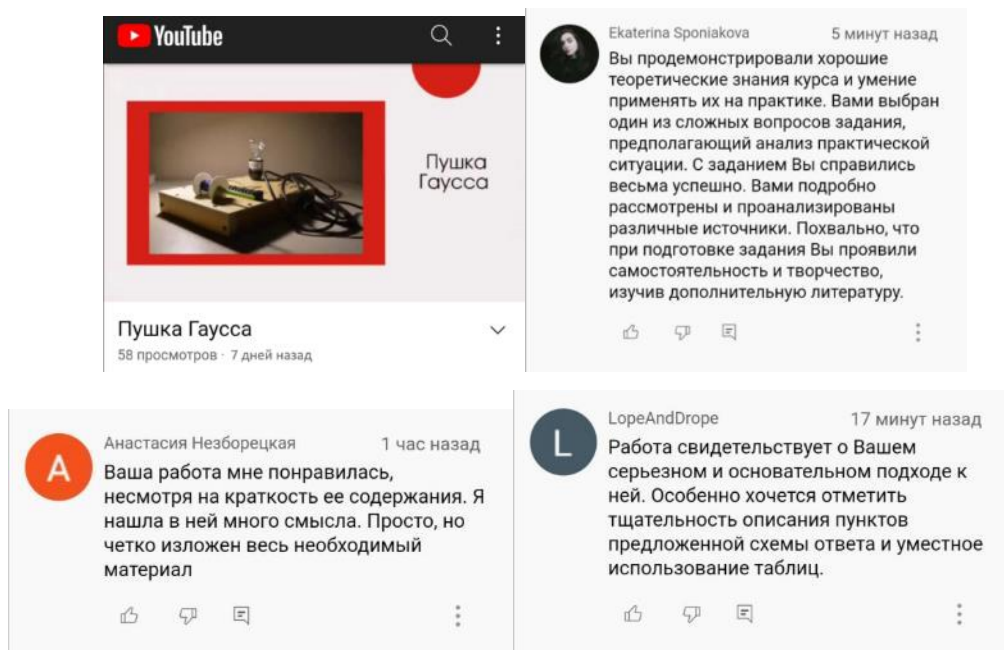 YouTube
Пушка
Гаусса
Пушка Гаусса
58 просмотров · 7 дней назад
Ekaterina Sponiakova 5 минут назад
Вы продемонстрировали хорошие
теоретические знания курса и умение
применять их на практике. Вами выбран
один из сложных вопросов задания,
предполагающий анализ практической
ситуации. С заданием Вы справились
весьма успешно. Вами подробно
рассмотрены и проанализированы
различные источники. Похвально, что
при подготовке задания Вы проявили
самостоятельность и творчество,
изучив дополнительную литературу.
А
Анастасия Незборецкая 1 час назад
Ваша работа мне понравилась,
несмотря на краткость ее содержания. Я
нашла в ней много смысла. Просто, но
четко изложен весь необходимый
материал
L
LopeAndDrope 17 минут назад
Работа свидетельствует о Вашем
серьезном и основательном подходе к
ней. Особенно хочется отметить
тщательность описания пунктов
предложенной схемы ответа и уместное
использование таблиц.